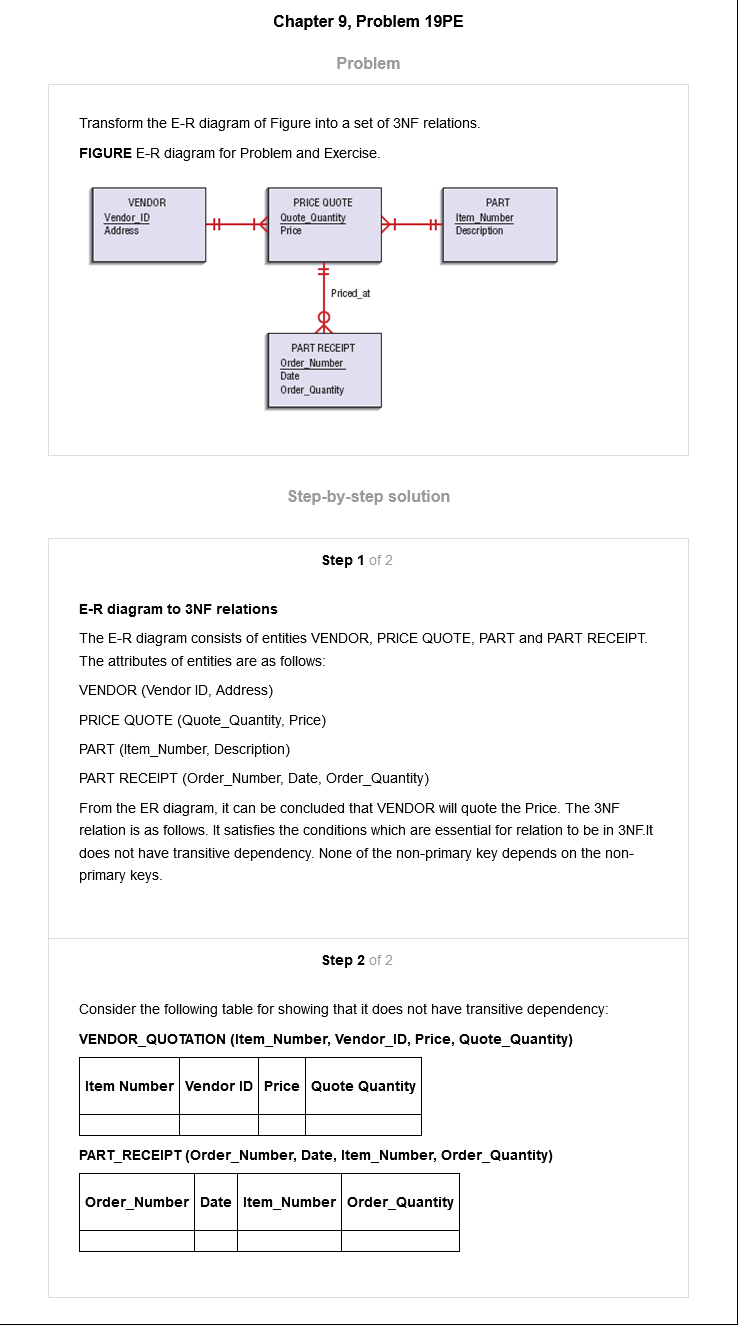 Chapter 9, Problem 19PE
Problem
Transform the E-R diagram of Figure into a set of 3NF relations.
FIGURE E-R diagram for Problem and Exercise.
VENDOR
Vendor_ID
Address
PRICE QUOTE
Quote_Quantity
Price
PART
Item_Number
Description
Priced_at
PART RECEIPT
Order_Number
Date
Order_Quantity
Step-by-step solution
Step 1 of 2
E-R diagram to 3NF relations
The E-R diagram consists of entities VENDOR, PRICE QUOTE, PART and PART RECEIPT.
The attributes of entities are as follows:
VENDOR (Vendor ID, Address)
PRICE QUOTE (Quote_Quantity, Price)
PART (Item_Number, Description)
PART RECEIPT (Order_Number, Date, Order_Quantity)
From the ER diagram, it can be concluded that VENDOR will quote the Price. The 3NF
relation is as follows. It satisfies the conditions which are essential for relation to be in 3NF.It
does not have transitive dependency. None of the non-primary key depends on the non-
primary keys.
Step 2 of 2
Consider the following table for showing that it does not have transitive dependency:
VENDOR_QUOTATION (Item_Number, Vendor_ID, Price, Quote_Quantity)
Item Number Vendor ID Price Quote Quantity
PART_RECEIPT (Order_Number, Date, Item_Number, Order_Quantity)
Order_Number Date Item_Number Order_Quantity